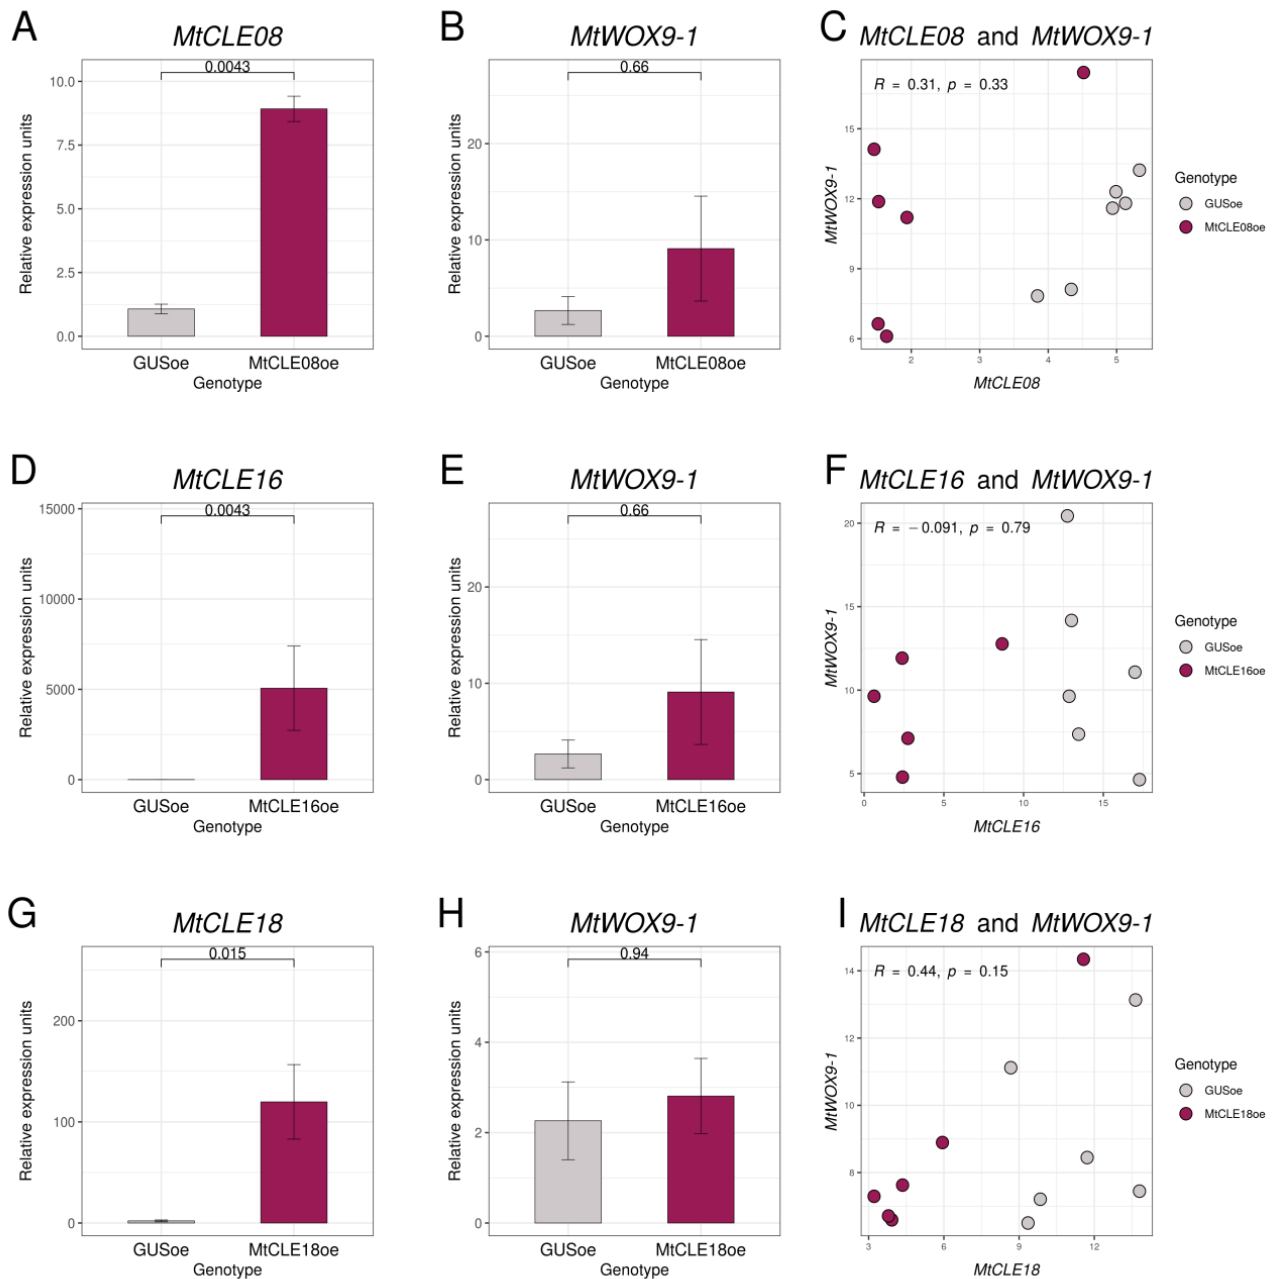 A
MtCLE08
Relative expression units
10.0
7.5
5.0
2.5
0.0
0.0043
GUSoe
MtCLE08oe
Genotype
B
MtWOX9-1
Relative expression units
20
10
0
0.66
GUSoe
MtCLE08oe
Genotype
C
MtCLE08 and MtWOX9-1
R = 0.31, p = 0.33
MtWOX9-1
15
12
9
6
2
3
4
5
MtCLE08
Genotype
GUSoe
MtCLE08oe
D
MtCLE16
Relative expression units
15000
10000
5000
0
0.0043
GUSoe
MtCLE16oe
Genotype
E
MtWOX9-1
Relative expression units
20
10
0
0.66
GUSoe
MtCLE16oe
Genotype
F
MtCLE16 and MtWOX9-1
R = −0.091, p = 0.79
MtWOX9-1
20
15
10
5
0
5
10
15
MtCLE16
Genotype
GUSoe
MtCLE16oe
G
MtCLE18
Relative expression units
200
100
0
0.015
GUSoe
MtCLE18oe
Genotype
H
MtWOX9-1
Relative expression units
6
4
2
0
0.94
GUSoe
MtCLE18oe
Genotype
I
MtCLE18 and MtWOX9-1
R = 0.44, p = 0.15
MtWOX9-1
14
12
10
8
3
6
9
12
MtCLE18
Genotype
GUSoe
MtCLE18oe